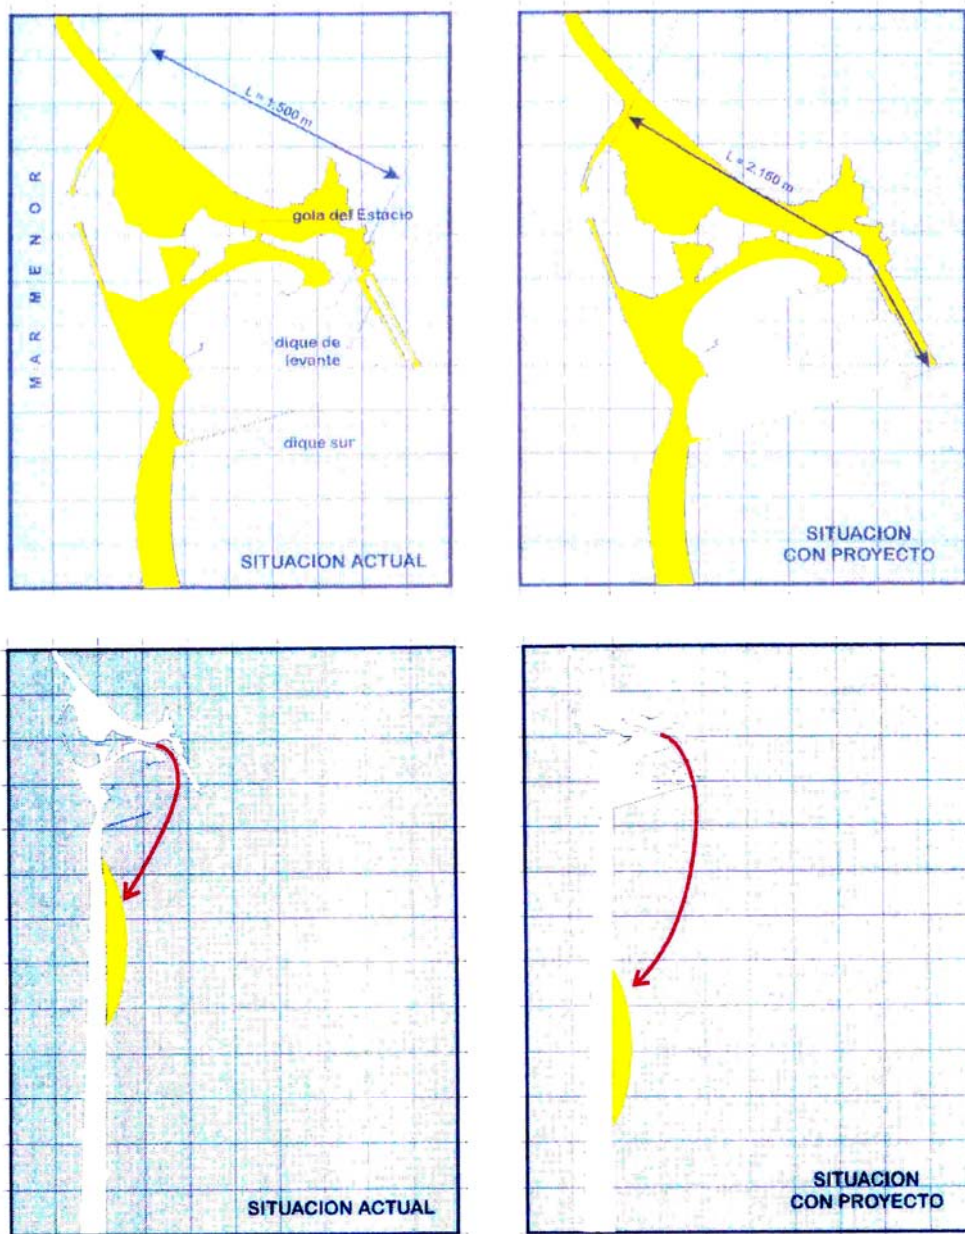 MAR MENOR
L = 1.500 m
gola del Estacio
dique de
levante
dique sur
SITUACION ACTUAL
L = 2.150 m
SITUACION
CON PROYECTO
SITUACION ACTUAL
SITUACION
CON PROYECTO